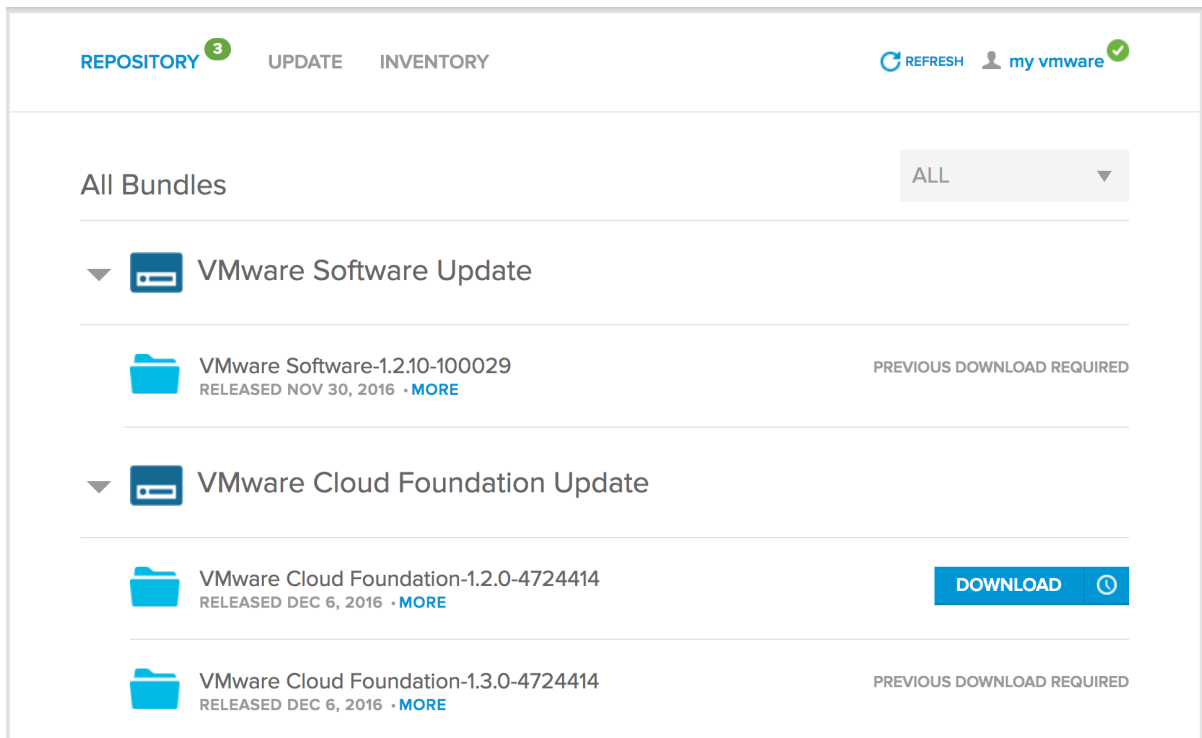 REPOSITORY 3 UPDATE INVENTORY REFRESH my vmware
All Bundles ALL
VMware Software Update
VMware Software-1.2.10-100029 PREVIOUS DOWNLOAD REQUIRED
RELEASED NOV 30, 2016 • MORE
VMware Cloud Foundation Update
VMware Cloud Foundation-1.2.0-4724414 DOWNLOAD
RELEASED DEC 6, 2016 • MORE
VMware Cloud Foundation-1.3.0-4724414 PREVIOUS DOWNLOAD REQUIRED
RELEASED DEC 6, 2016 • MORE